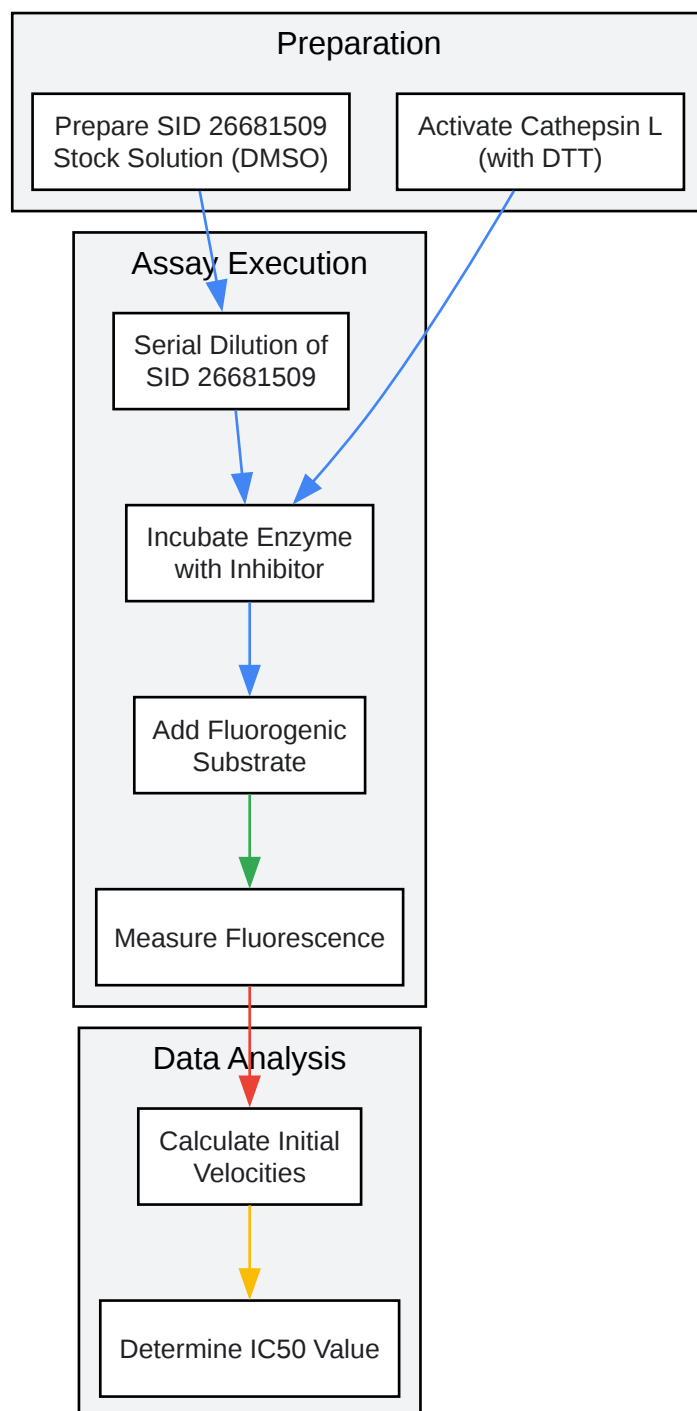 Preparation
Prepare SID 26681509
Stock Solution (DMSO)
Activate Cathepsin L
(with DTT)
Assay Execution
Serial Dilution of
SID 26681509
Incubate Enzyme
with Inhibitor
Add Fluorogenic
Substrate
Measure Fluorescence
Data Analysis
Calculate Initial
Velocities
Determine IC50 Value